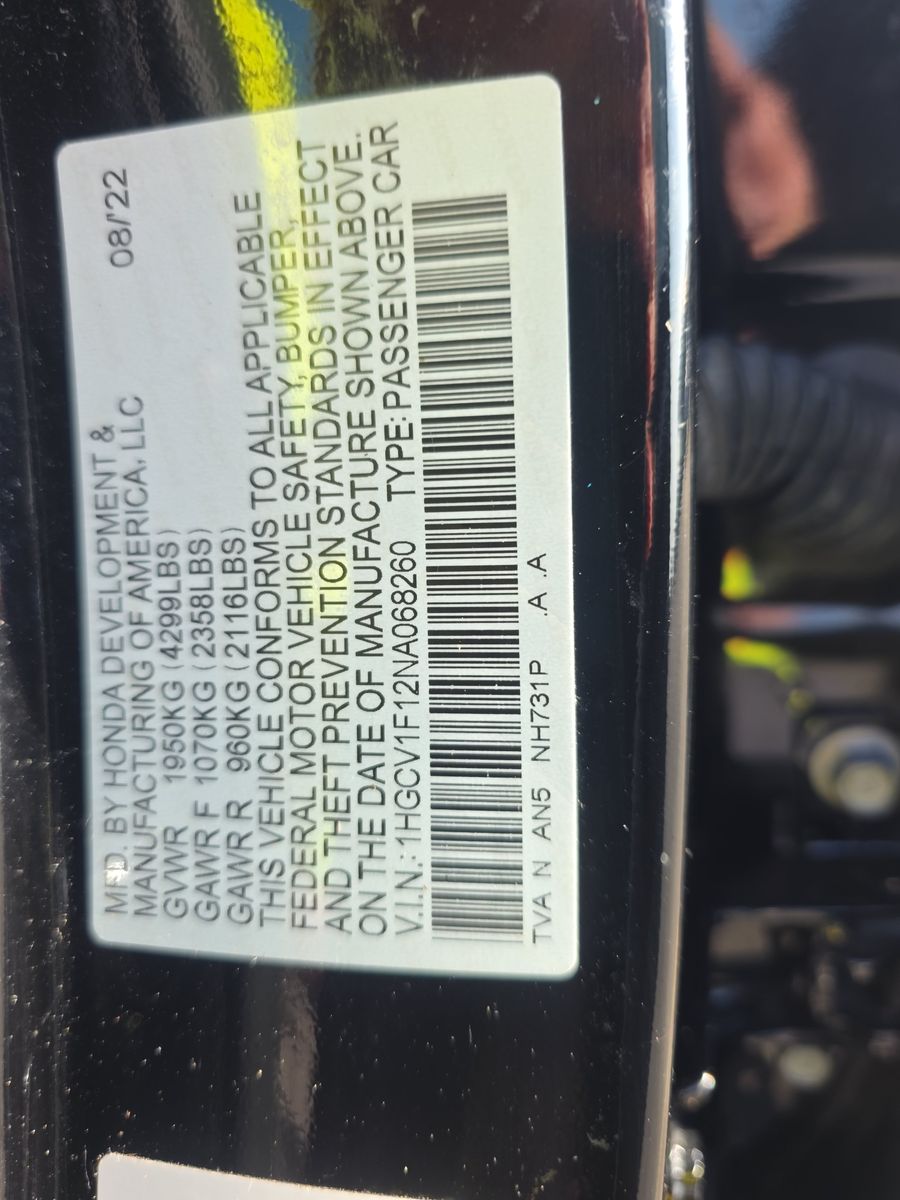 MFD. BY HONDA DEVELOPMENT &
MANUFACTURING OF AMERICA, LLC 08/'22
GVWR 1950KG (4299LBS)
GAWR F 1070KG (2358LBS)
GAWR R 960KG (2116LBS)
THIS VEHICLE CONFORMS TO ALL APPLICABLE
FEDERAL MOTOR VEHICLE SAFETY, BUMPER,
AND THEFT PREVENTION STANDARDS IN EFFECT
ON THE DATE OF MANUFACTURE SHOWN ABOVE.
V.I.N.: 1HGCV1F12NA068260 TYPE: PASSENGER CAR
TVA N AN5 NH731P .A .A